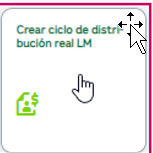 Crear ciclo de distri-
bución real LM